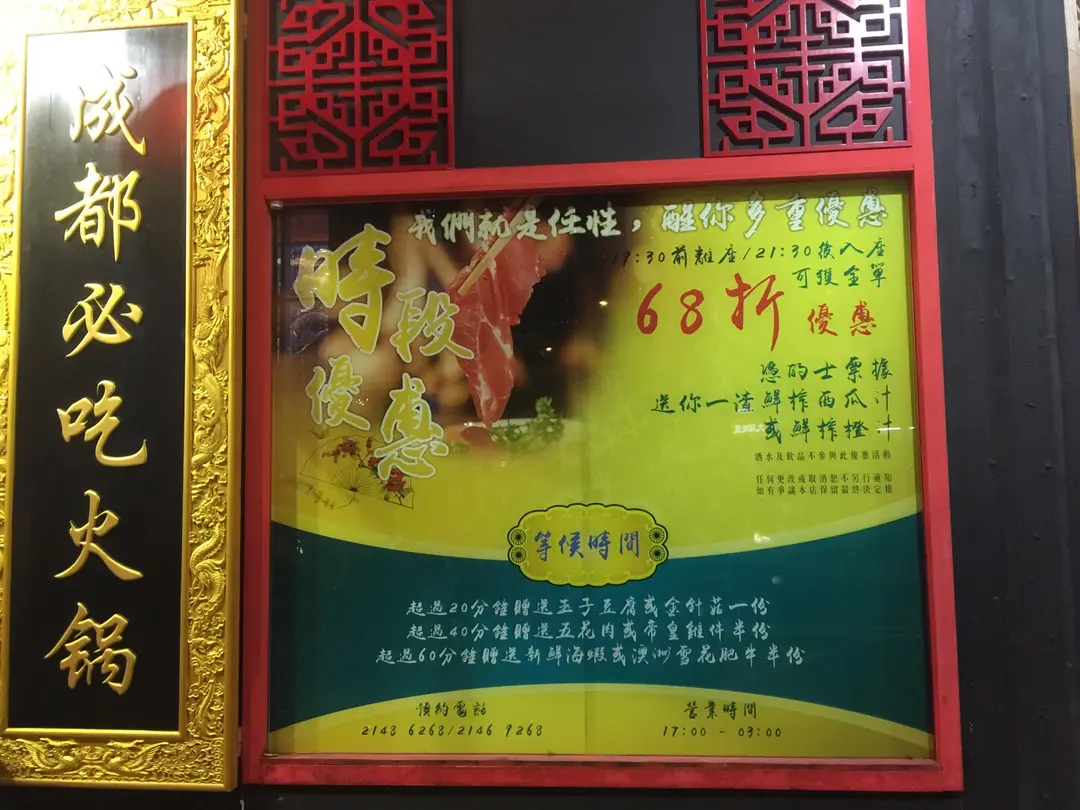 成都必吃火锅
我們就是任性，醒你多重優惠
時段
優惠
19:30前離座/21:30後入座
可獲全單
68折 優惠
憑的士票據
送你一渣鮮榨西瓜汁
或鮮榨橙汁
酒水及飲品不參與此優惠活動
任何更改或取消恕不另行通知
如有爭議本店保留最終決定權
等候時間
超過20分鐘贈送玉子豆腐或金針菇一份
超過40分鐘贈送五花肉或帝皇雞件半份
超過60分鐘贈送新鮮海蝦或澳洲雪花肥牛半份
預約電話
2148 6268/2146 9268
營業時間
17:00 - 03:00